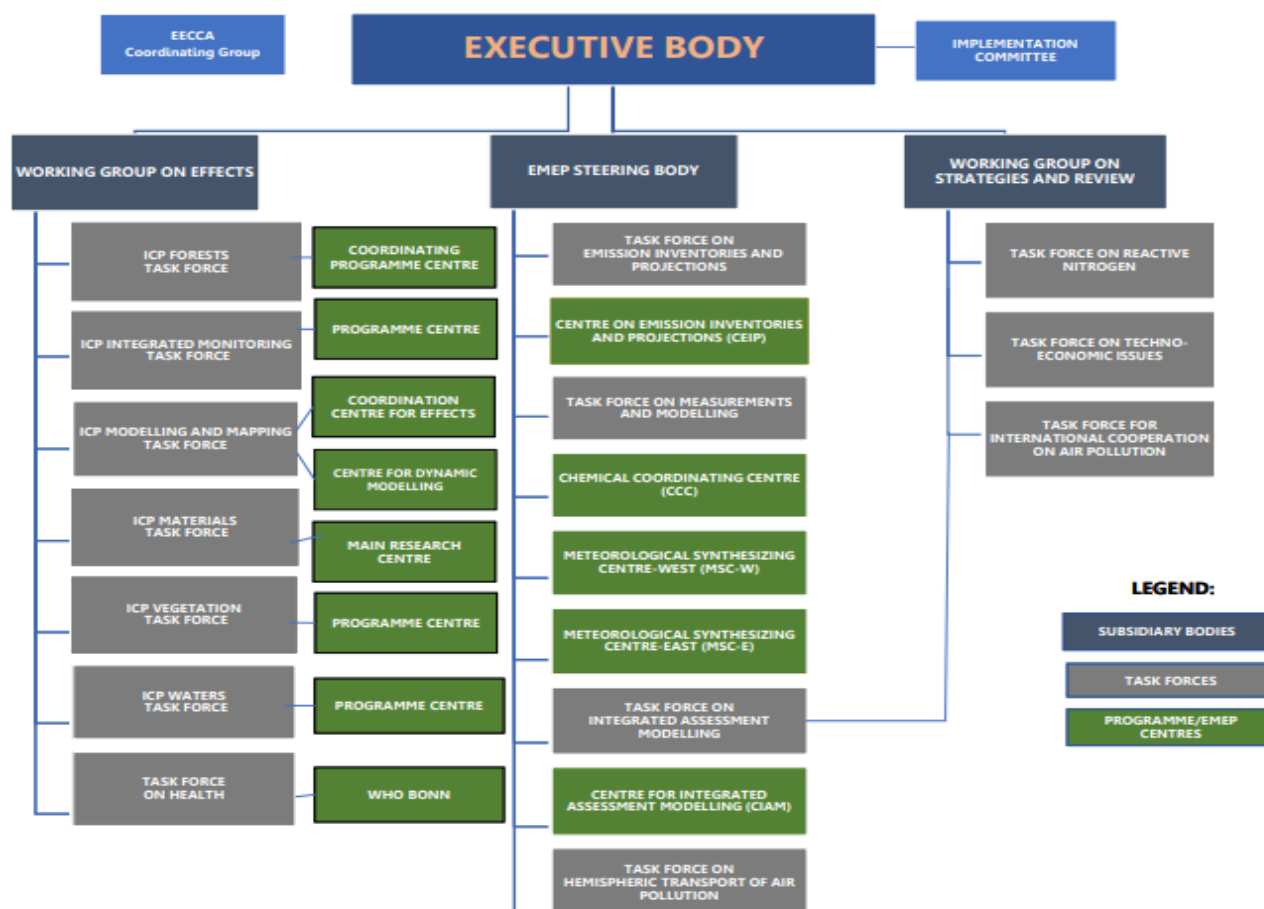 EECCA
Coordinating Group
EXECUTIVE BODY
IMPLEMENTATION
COMMITTEE
WORKING GROUP ON EFFECTS
EMEP STEERING BODY
WORKING GROUP ON
STRATEGIES AND REVIEW
ICP FORESTS
TASK FORCE
COORDINATING
PROGRAMME CENTRE
ICP INTEGRATED MONITORING
TASK FORCE
PROGRAMME CENTRE
ICP MODELLING AND MAPPING
TASK FORCE
COORDINATION
CENTRE FOR EFFECTS
CENTRE FOR DYNAMIC
MODELLING
ICP MATERIALS
TASK FORCE
MAIN RESEARCH
CENTRE
ICP VEGETATION
TASK FORCE
PROGRAMME CENTRE
ICP WATERS
TASK FORCE
PROGRAMME CENTRE
TASK FORCE
ON HEALTH
WHO BONN
TASK FORCE ON
EMISSION INVENTORIES AND
PROJECTIONS
CENTRE ON EMISSION INVENTORIES
AND PROJECTIONS (CEIP)
TASK FORCE ON MEASUREMENTS
AND MODELLING
CHEMICAL COORDINATING CENTRE
(CCC)
METEOROLOGICAL SYNTHESIZING
CENTRE-WEST (MSC-W)
METEOROLOGICAL SYNTHESIZING
CENTRE-EAST (MSC-E)
TASK FORCE ON
INTEGRATED ASSESSMENT
MODELLING
CENTRE FOR INTEGRATED
ASSESSMENT MODELLING (CIAM)
TASK FORCE ON
HEMISPHERIC TRANSPORT OF AIR
POLLUTION
TASK FORCE ON REACTIVE
NITROGEN
TASK FORCE ON TECHNO-
ECONOMIC ISSUES
TASK FORCE FOR
INTERNATIONAL COOPERATION
ON AIR POLLUTION
LEGEND:
SUBSIDIARY BODIES
TASK FORCES
PROGRAMME/EMEP
CENTRES